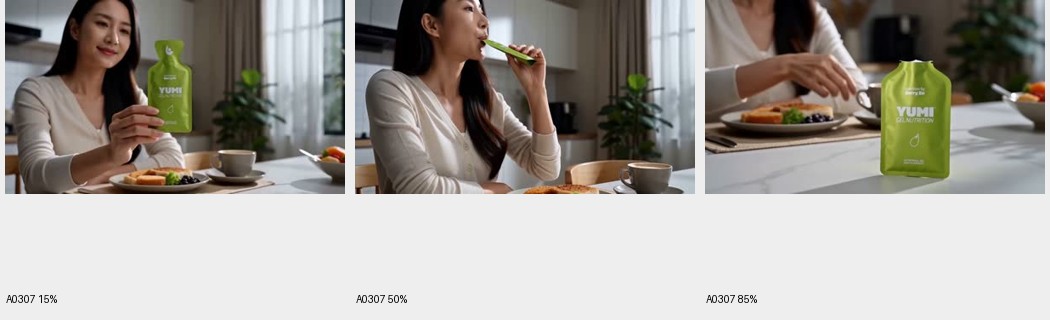 YUMI
YUMI
GEL NUTRITION
A0307 15%
A0307 50%
A0307 85%